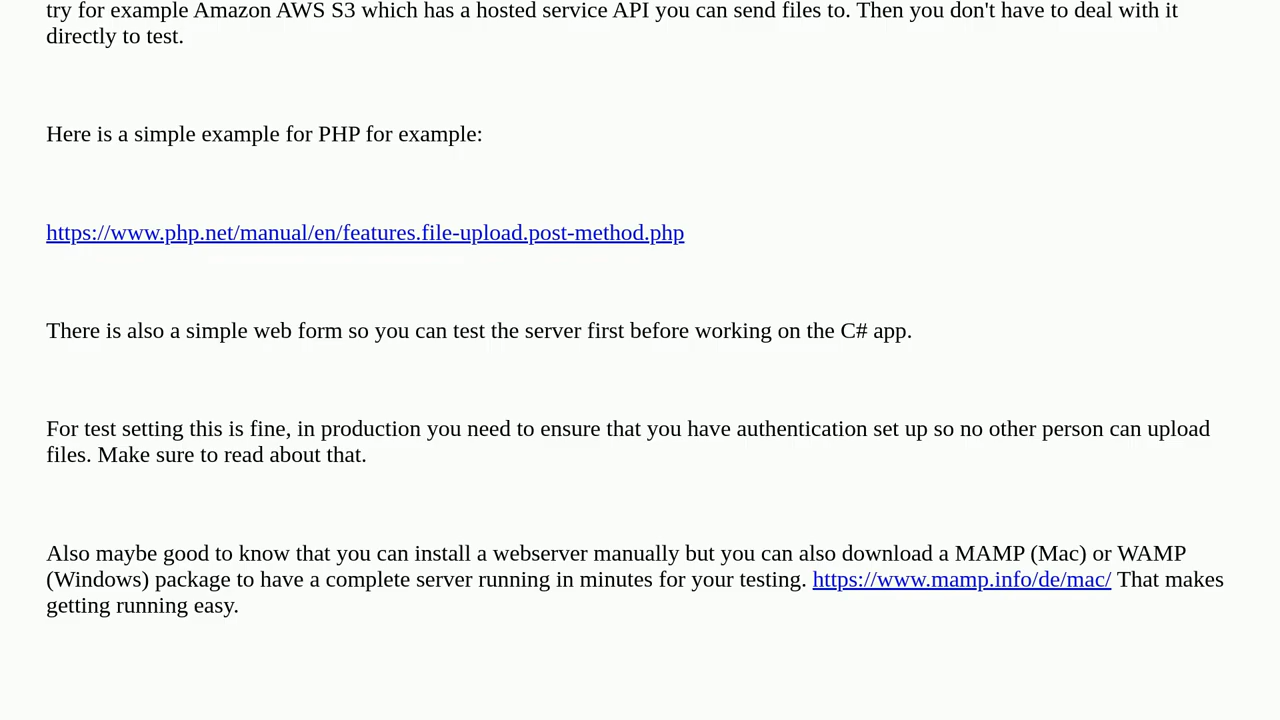 try for example Amazon AWS S3 which has a hosted service API you can send files to. Then you don't have to deal with it
directly to test.
Here is a simple example for PHP for example:
https://www.php.net/manual/en/features.file-upload.post-method.php
There is also a simple web form so you can test the server first before working on the C# app.
For test setting this is fine, in production you need to ensure that you have authentication set up so no other person can upload
files. Make sure to read about that.
Also maybe good to know that you can install a webserver manually but you can also download a MAMP (Mac) or WAMP
(Windows) package to have a complete server running in minutes for your testing. https://www.mamp.info/de/mac/ That makes
getting running easy.